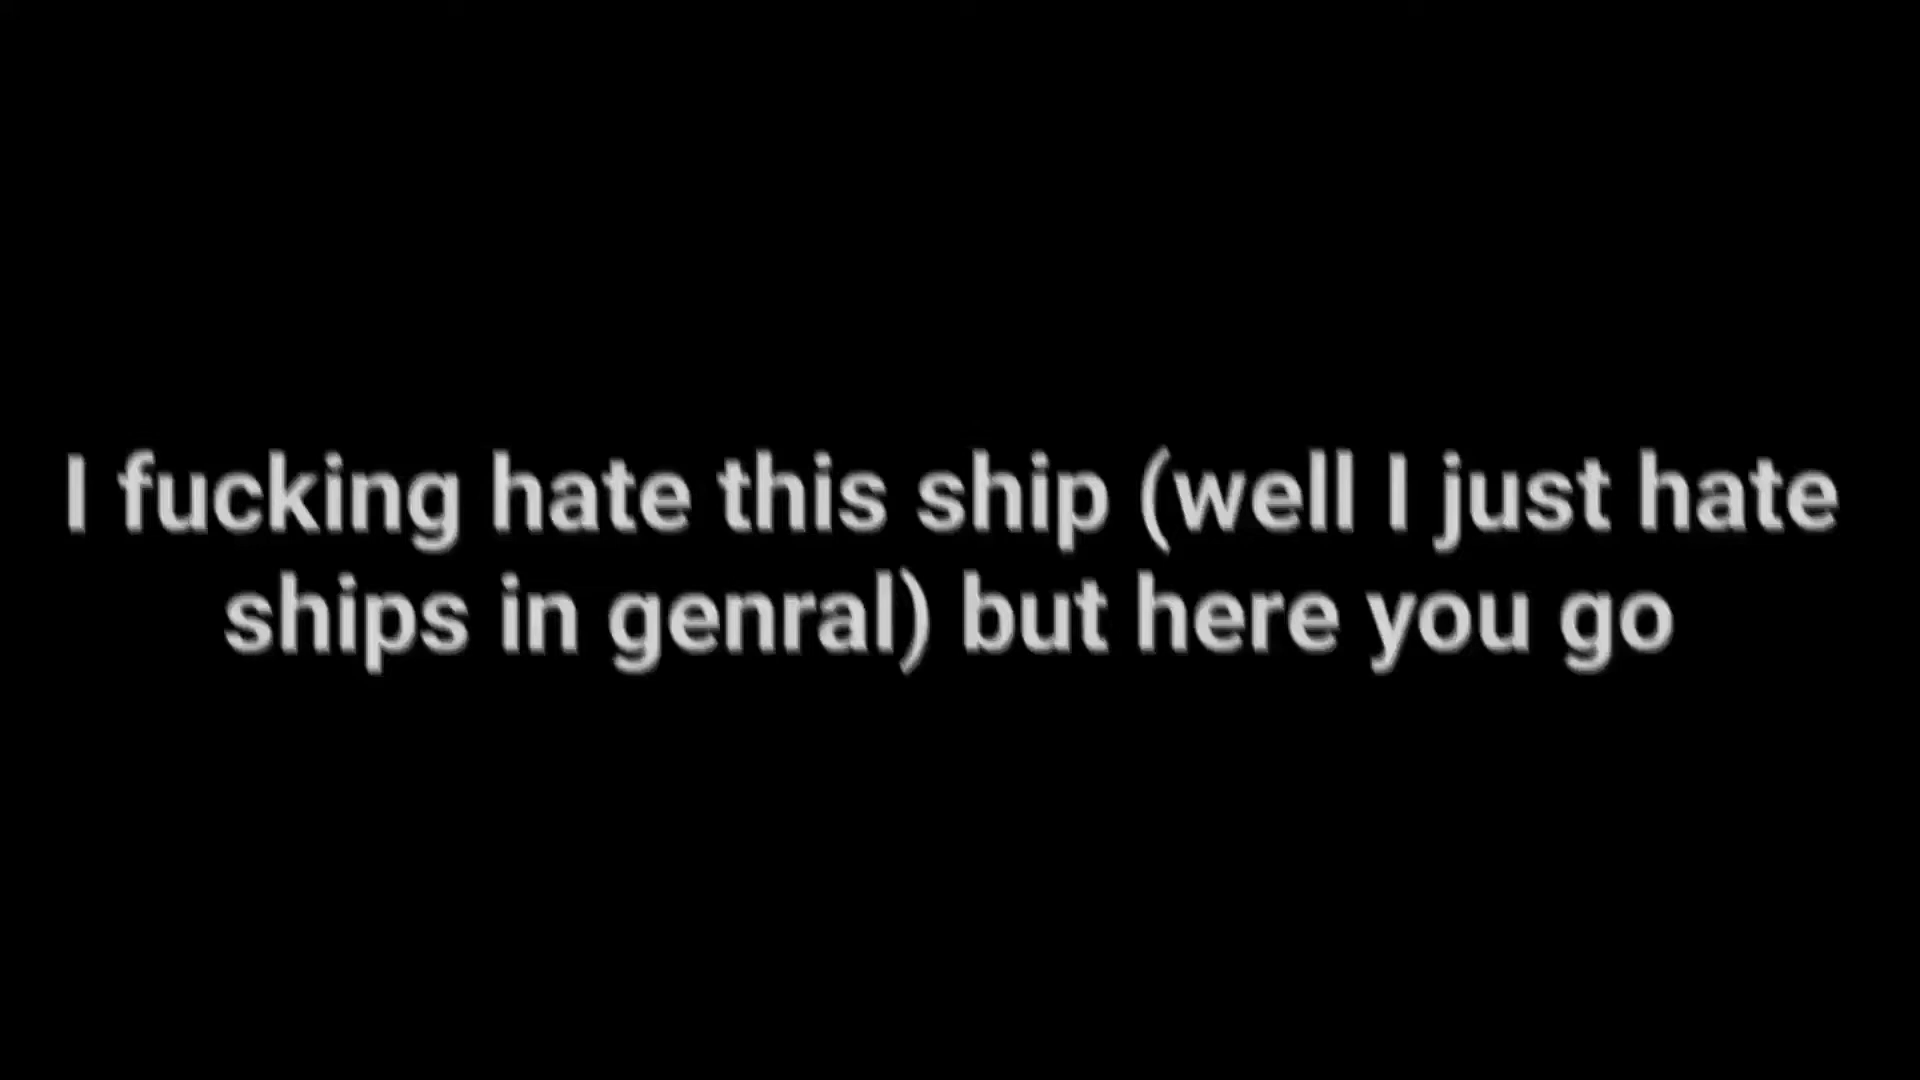 I fucking hate this ship (well I just hate
ships in genral) but here you go